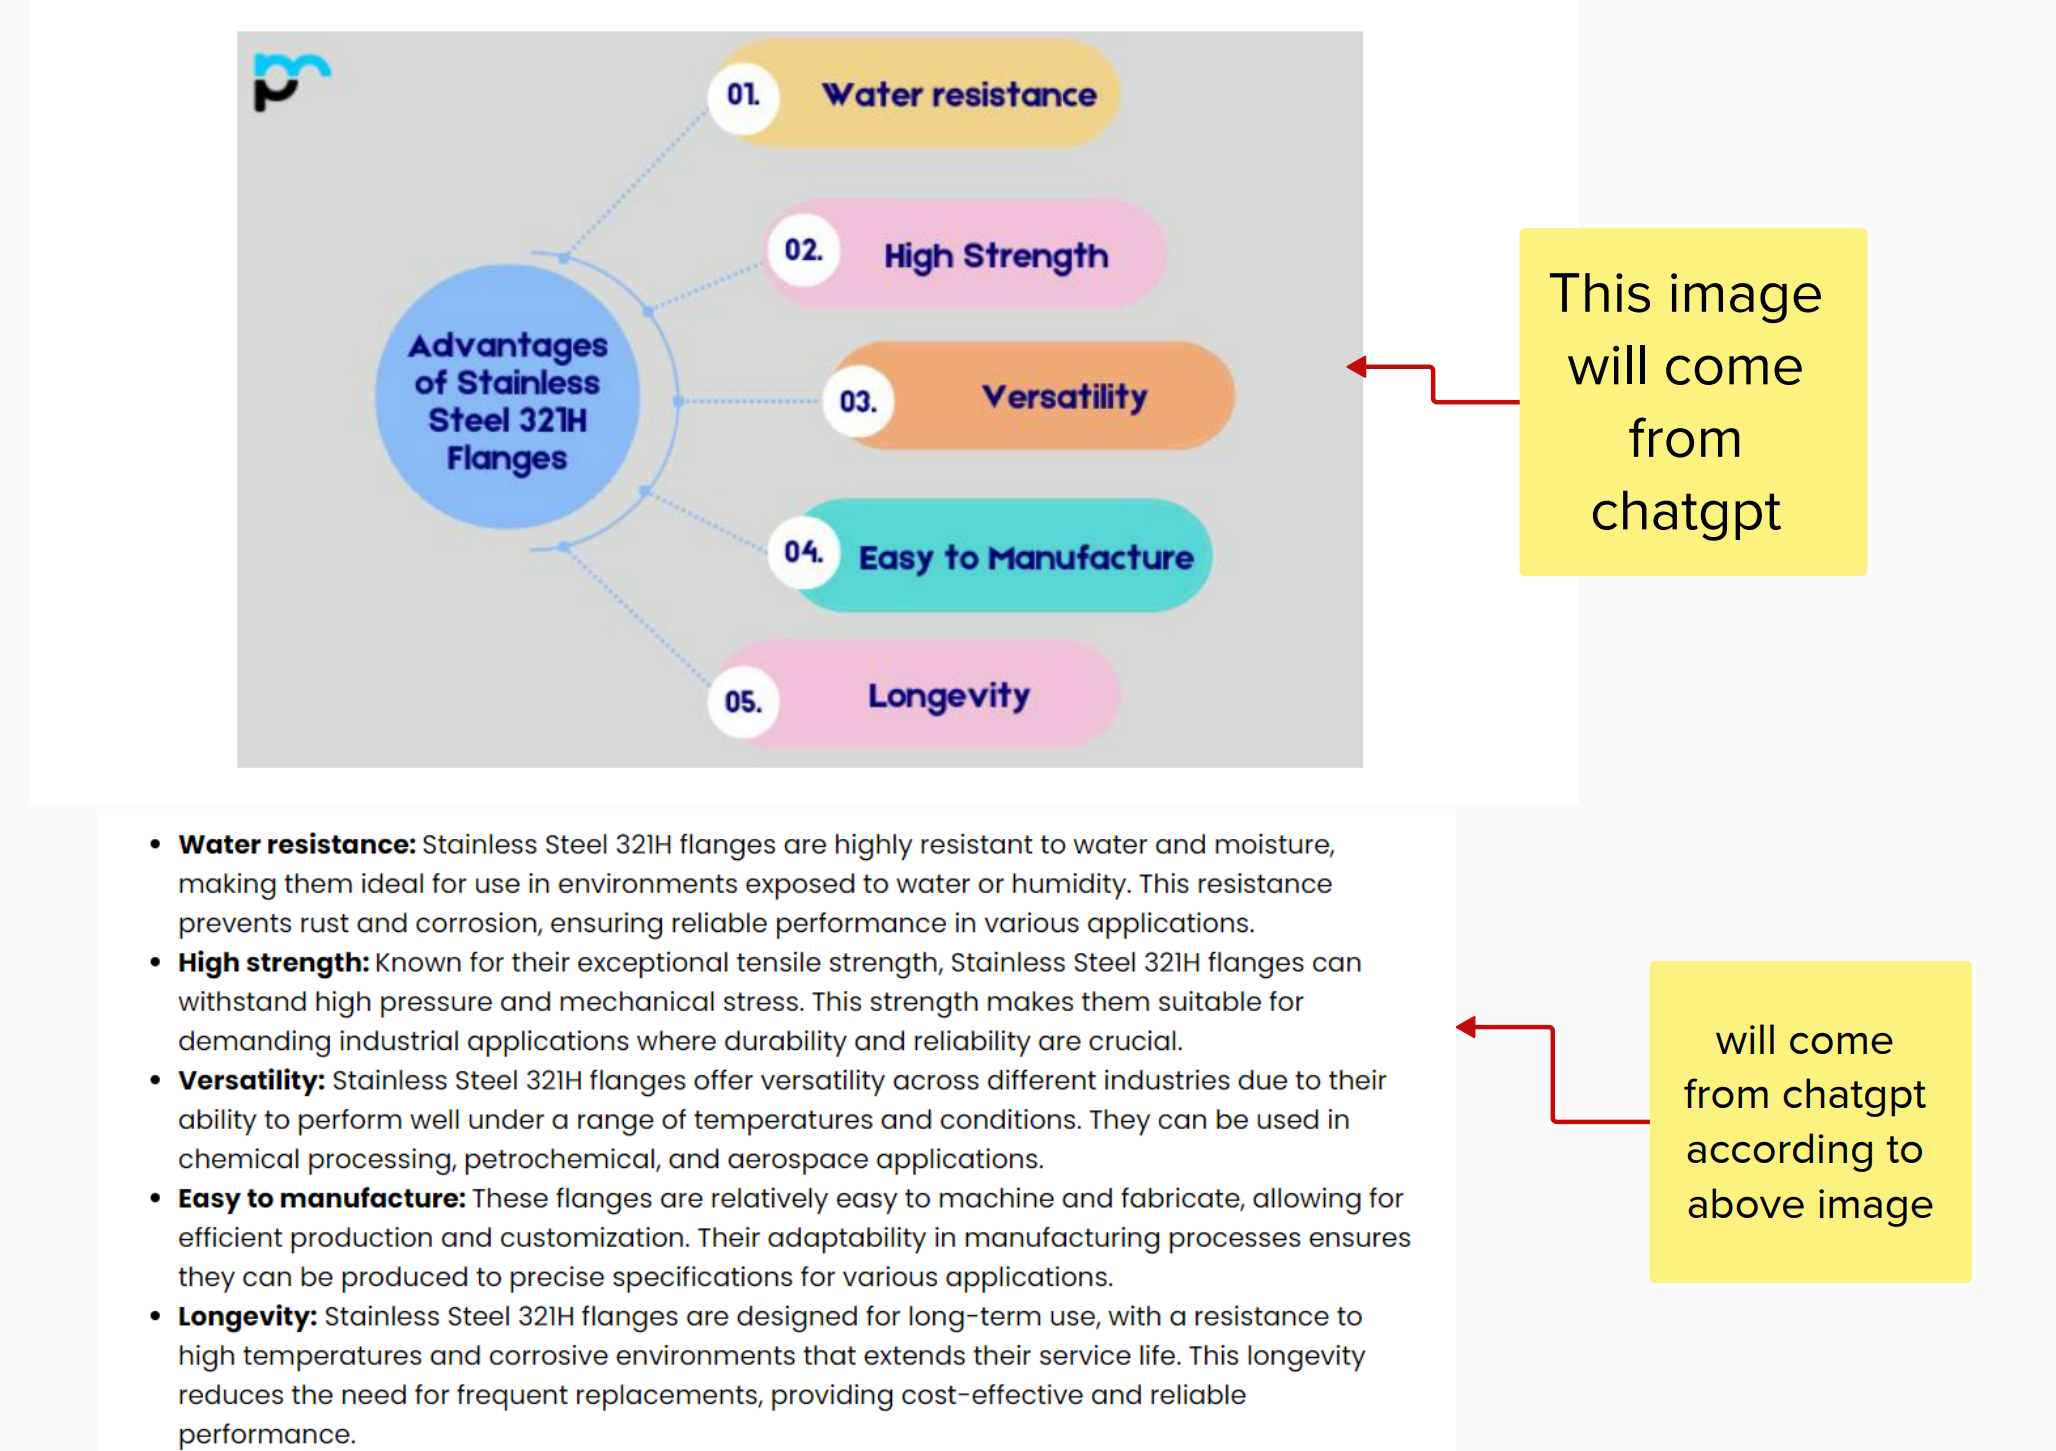 01.
Water resistance
02.
High Strength
Advantages
of Stainless
Steel 321H
Flanges
03.
Versatility
04.
Easy to Manufacture
05.
Longevity
This image
will come
from
chatgpt
• Water resistance: Stainless Steel 321H flanges are highly resistant to water and moisture,
making them ideal for use in environments exposed to water or humidity. This resistance
prevents rust and corrosion, ensuring reliable performance in various applications.
• High strength: Known for their exceptional tensile strength, Stainless Steel 321H flanges can
withstand high pressure and mechanical stress. This strength makes them suitable for
demanding industrial applications where durability and reliability are crucial.
• Versatility: Stainless Steel 321H flanges offer versatility across different industries due to their
ability to perform well under a range of temperatures and conditions. They can be used in
chemical processing, petrochemical, and aerospace applications.
• Easy to manufacture: These flanges are relatively easy to machine and fabricate, allowing for
efficient production and customization. Their adaptability in manufacturing processes ensures
they can be produced to precise specifications for various applications.
• Longevity: Stainless Steel 321H flanges are designed for long-term use, with a resistance to
high temperatures and corrosive environments that extends their service life. This longevity
reduces the need for frequent replacements, providing cost-effective and reliable
performance.
will come
from chatgpt
according to
above image